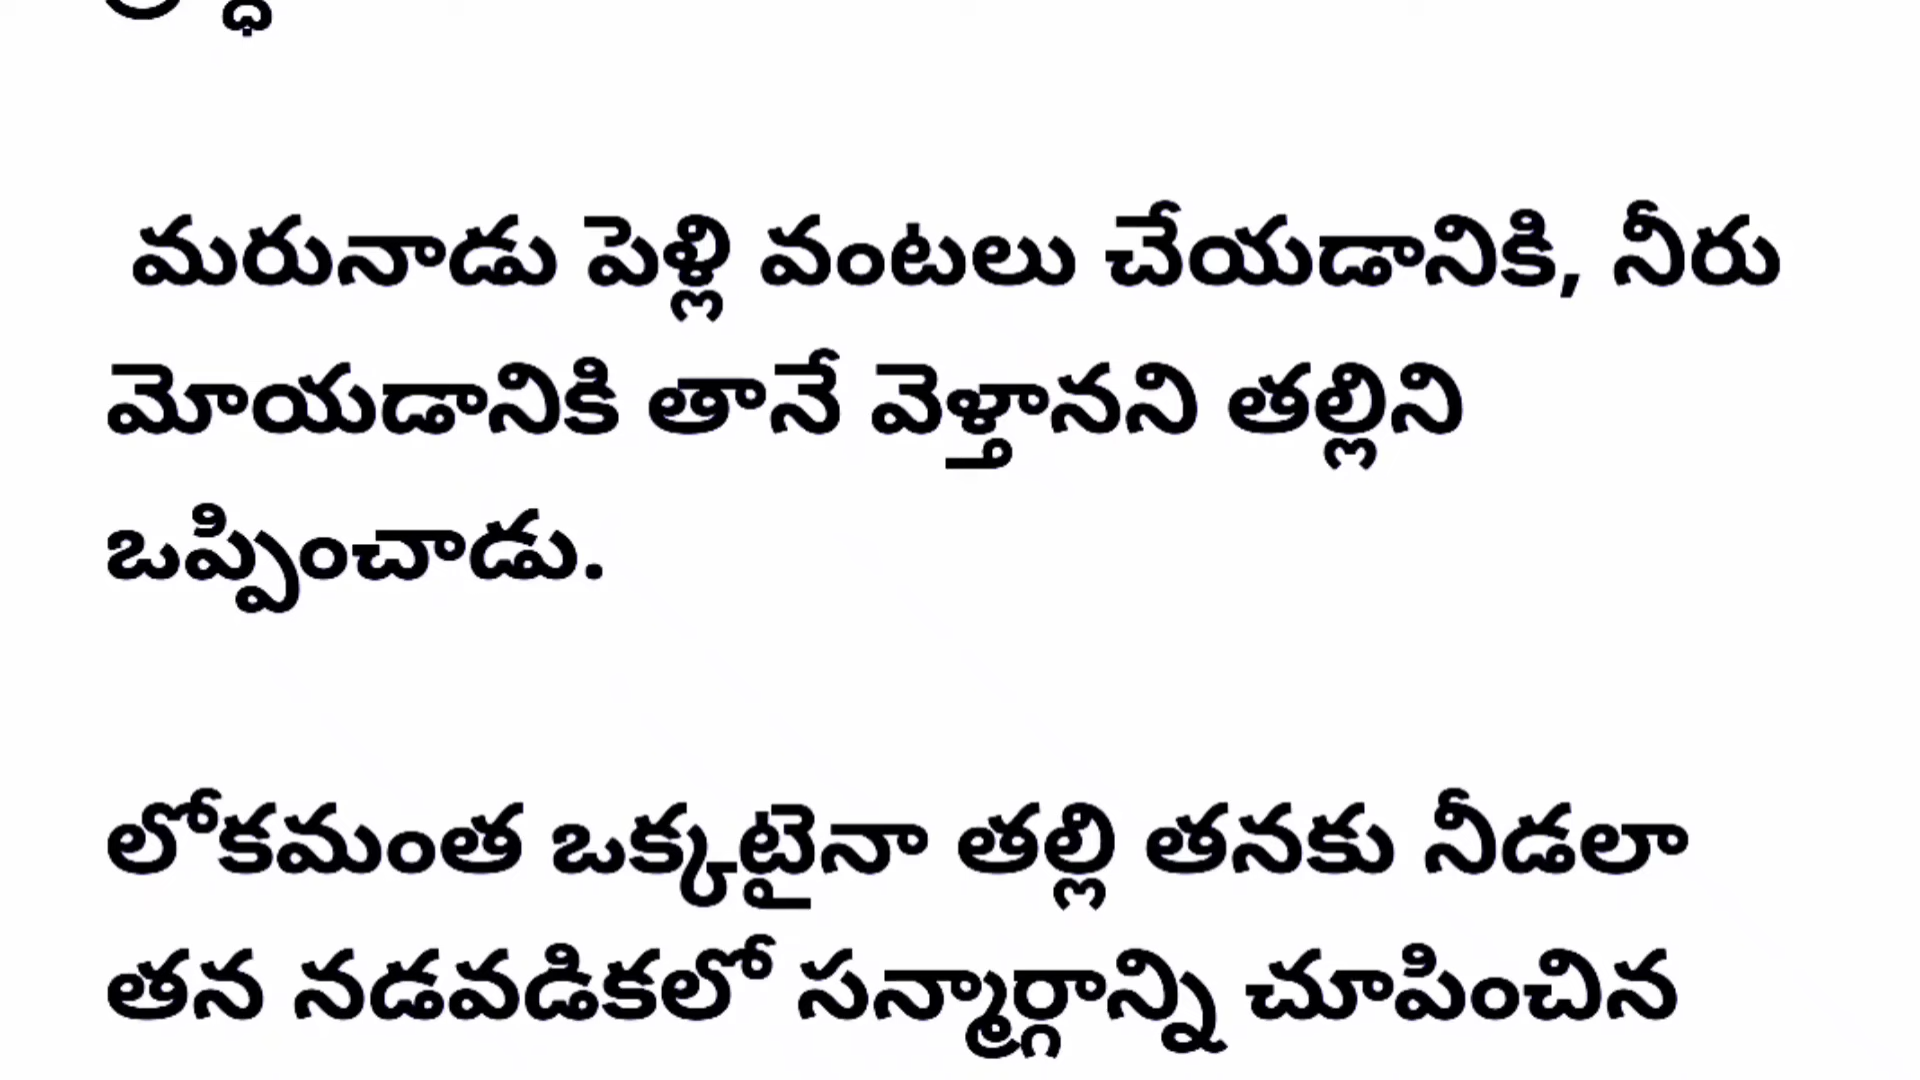 మరునాడు పెళ్లి వంటలు చేయడానికి, నీరు
మోయడానికి తానే వెళ్తానని తల్లిని
ఒప్పించాడు.
లోకమంత ఒక్కటైనా తల్లి తనకు నీడలా
తన నడవడికలో సన్మార్గాన్ని చూపించిన